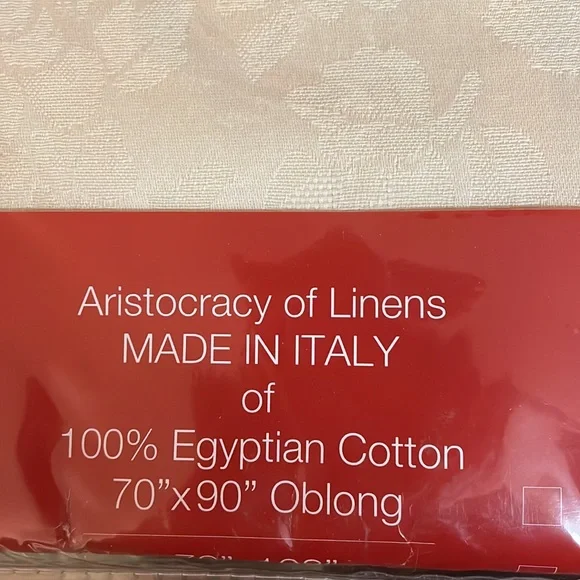 Aristocracy of Linens
MADE IN ITALY
of
100% Egyptian Cotton
70”x90” Oblong